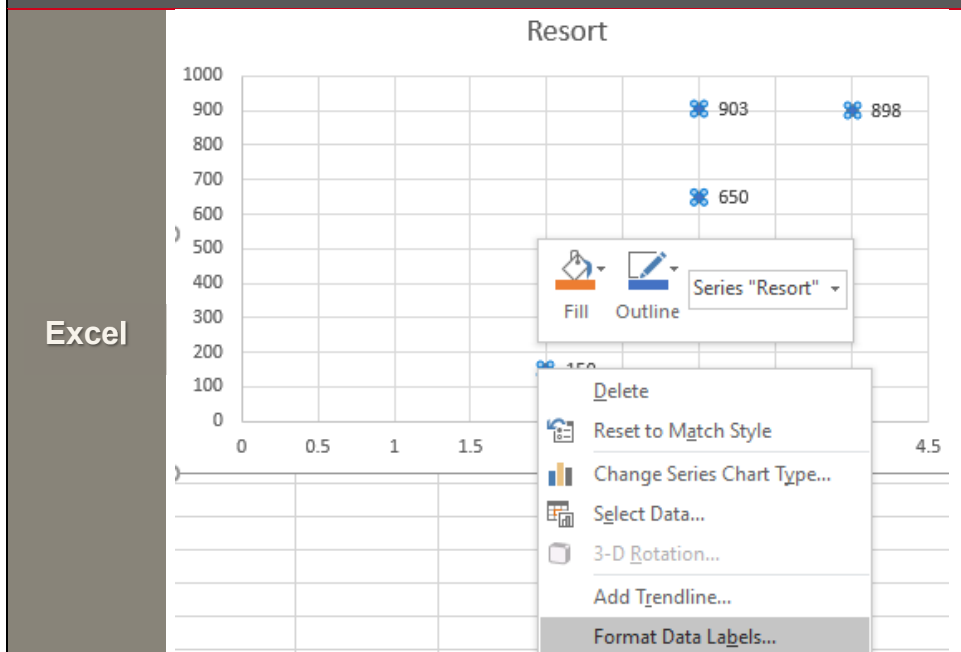 Resort
1000
900
903
898
800
700
650
600
500
400
300
200
100
0
0
0.5
1
1.5
4.5
Excel
Fill
Outline
Series "Resort"
Delete
Reset to Match Style
Change Series Chart Type...
Select Data...
3-D Rotation...
Add Trendline...
Format Data Labels...